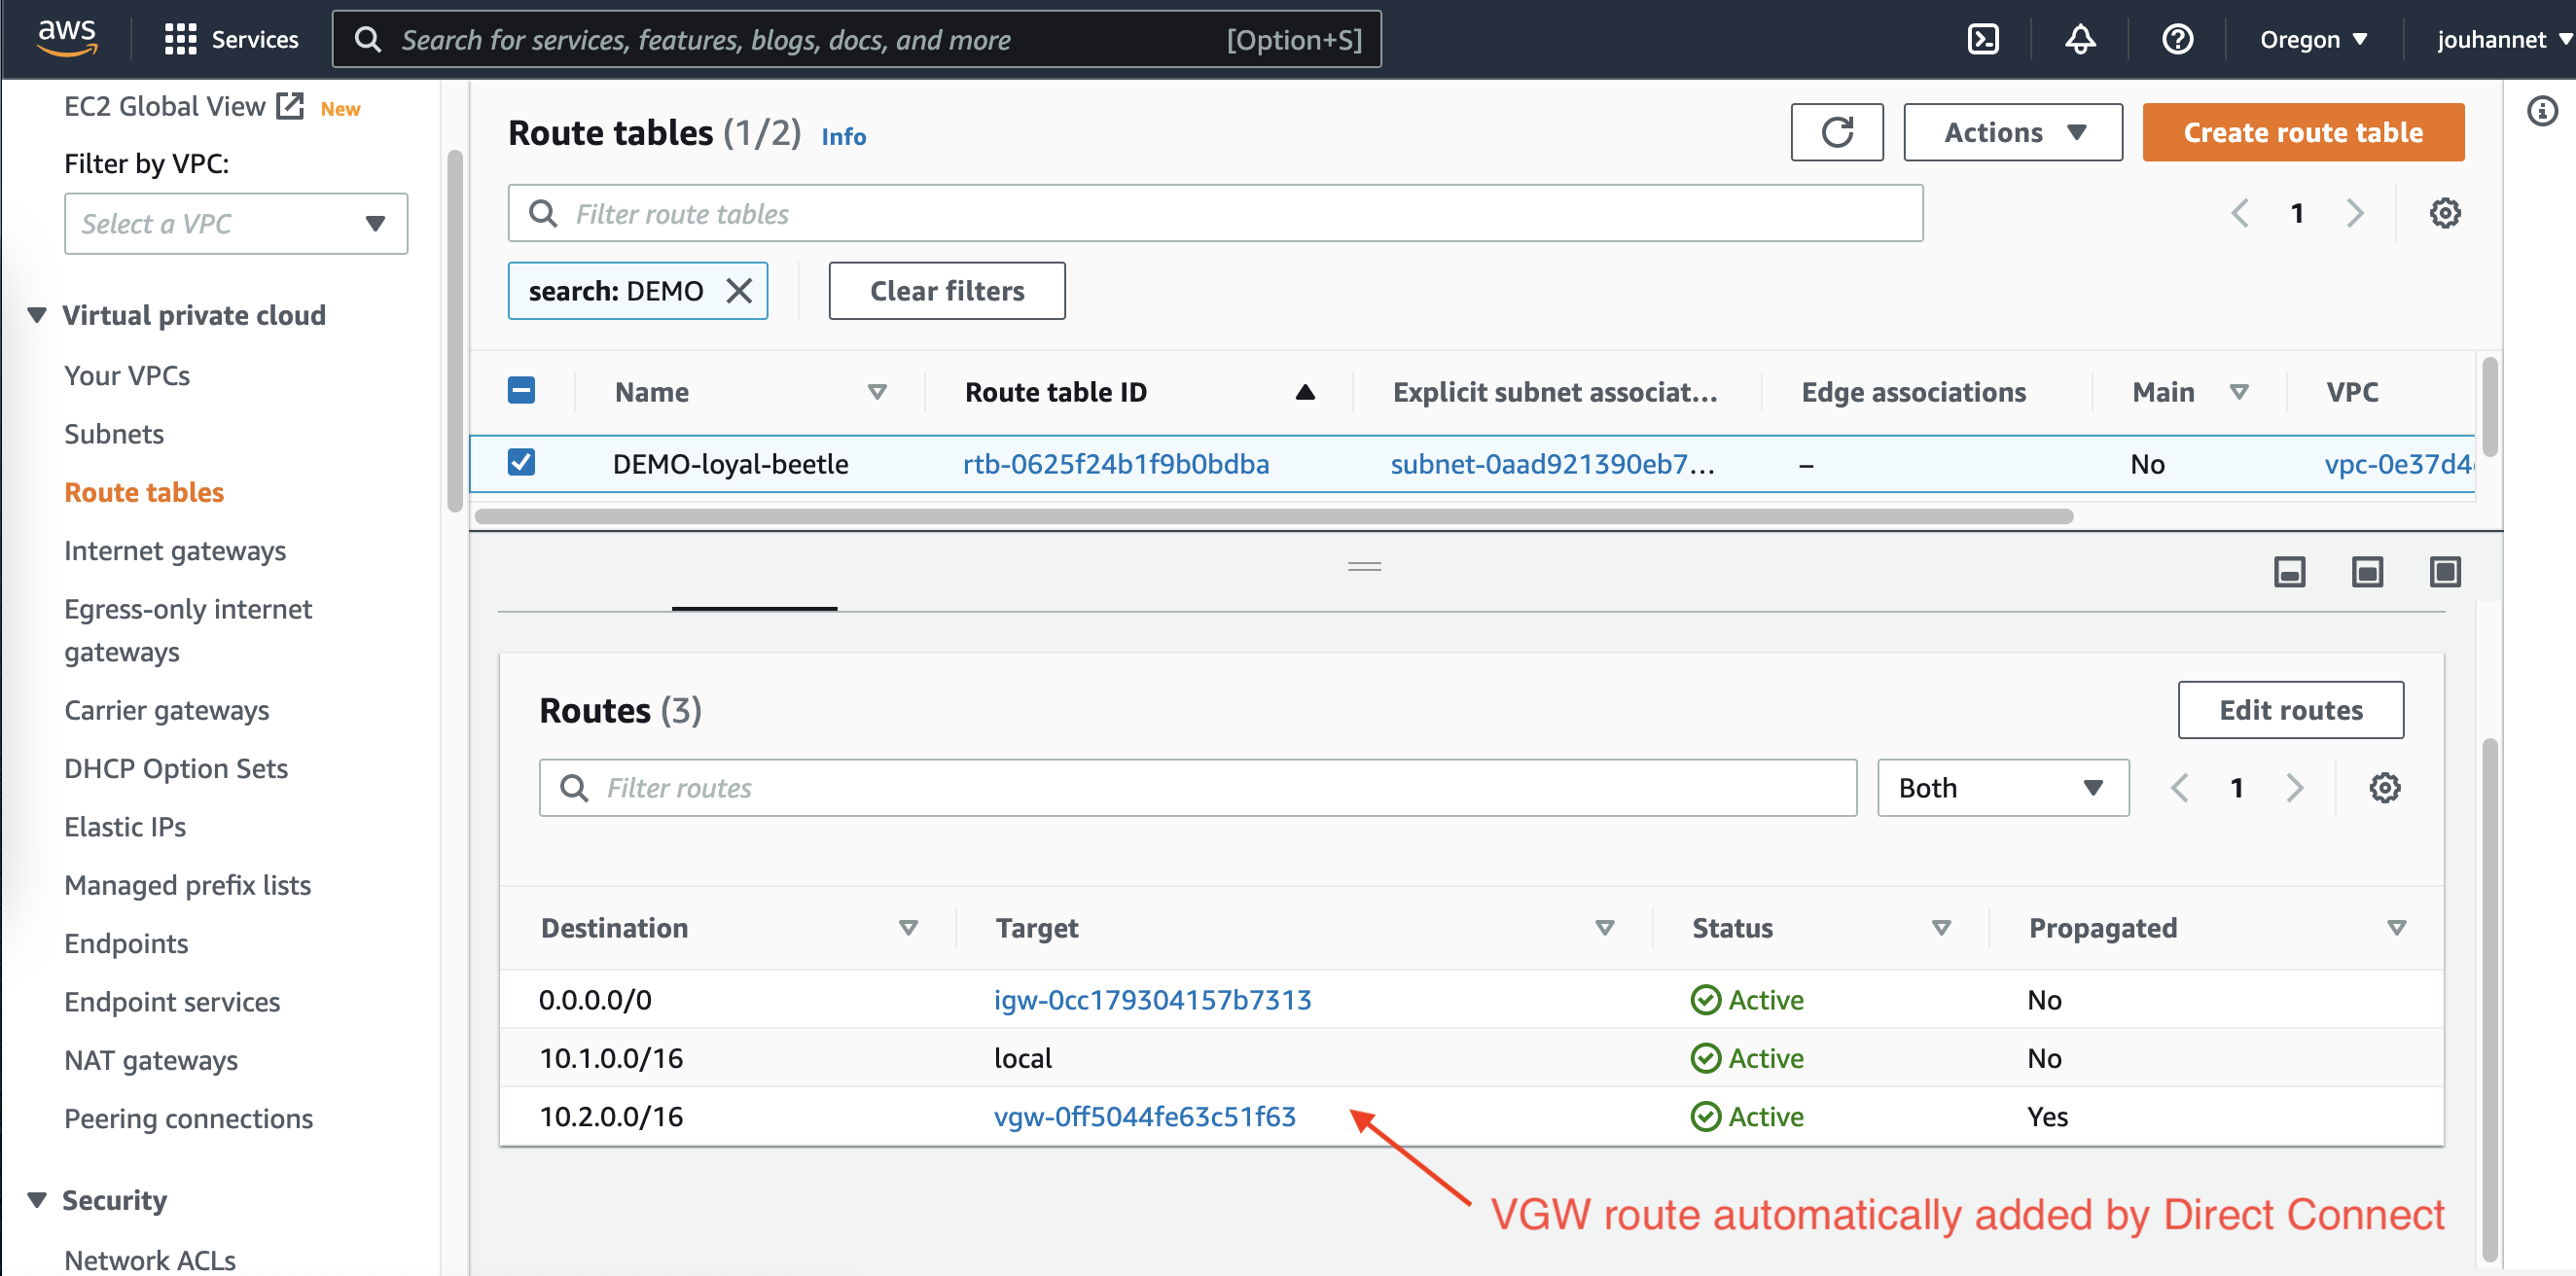 aws
Services
Search for services, features, blogs, docs, and more
[Option+S]
Oregon
jouhannet
EC2 Global View
New
Filter by VPC:
Select a VPC
Virtual private cloud
Your VPCs
Subnets
Route tables
Internet gateways
Egress-only internet
gateways
Carrier gateways
DHCP Option Sets
Elastic IPs
Managed prefix lists
Endpoints
Endpoint services
NAT gateways
Peering connections
Security
Network ACLs
Route tables (1/2) Info
Actions
Create route table
Filter route tables
1
search: DEMO
Clear filters
Name Route table ID Explicit subnet associat... Edge associations Main VPC
DEMO-loyal-beetle rtb-0625f24b1f9b0bdba subnet-0aad921390eb7... – No vpc-0e37d4
Routes (3)
Edit routes
Filter routes
Both
1
Destination Target Status Propagated
0.0.0.0/0 igw-0cc179304157b7313 Active No
10.1.0.0/16 local Active No
10.2.0.0/16 vgw-0ff5044fe63c51f63 Active Yes
VGW route automatically added by Direct Connect